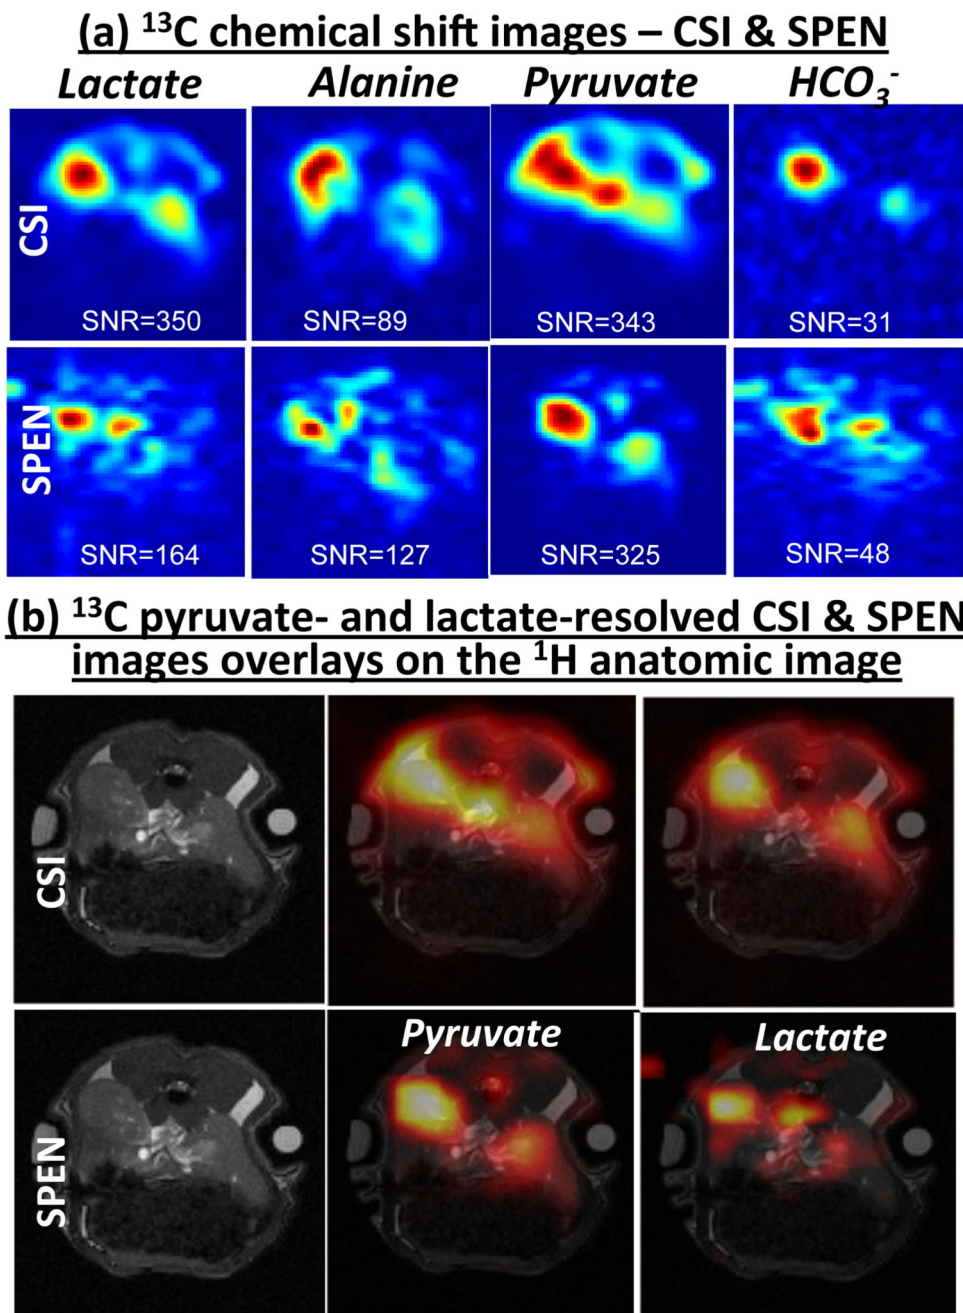 (a) ¹³C chemical shift images – CSI & SPEN
Lactate Alanine Pyruvate HCO₃⁻
CSI
SNR=350 SNR=89 SNR=343 SNR=31
SPEN
SNR=164 SNR=127 SNR=325 SNR=48
(b) ¹³C pyruvate- and lactate-resolved CSI & SPEN
images overlays on the ¹H anatomic image
CSI
Pyruvate Lactate
SPEN